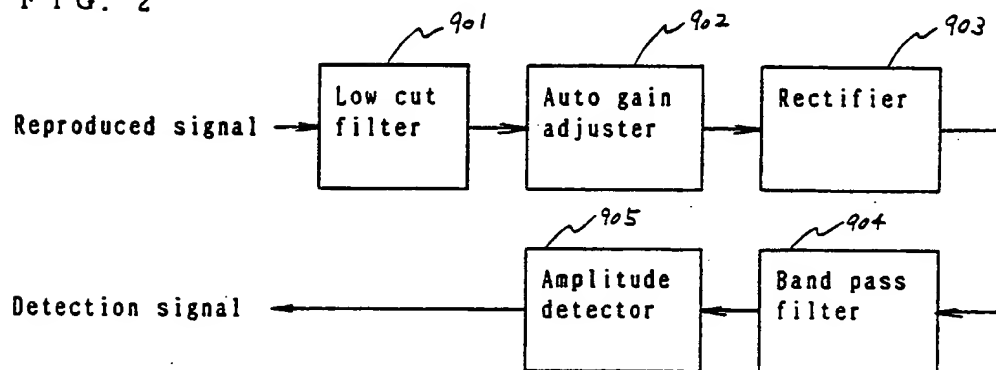 FIG. 2
901
902
903
Reproduced signal
Low cut
filter
Auto gain
adjuster
Rectifier
905
904
Detection signal
Amplitude
detector
Band pass
filter